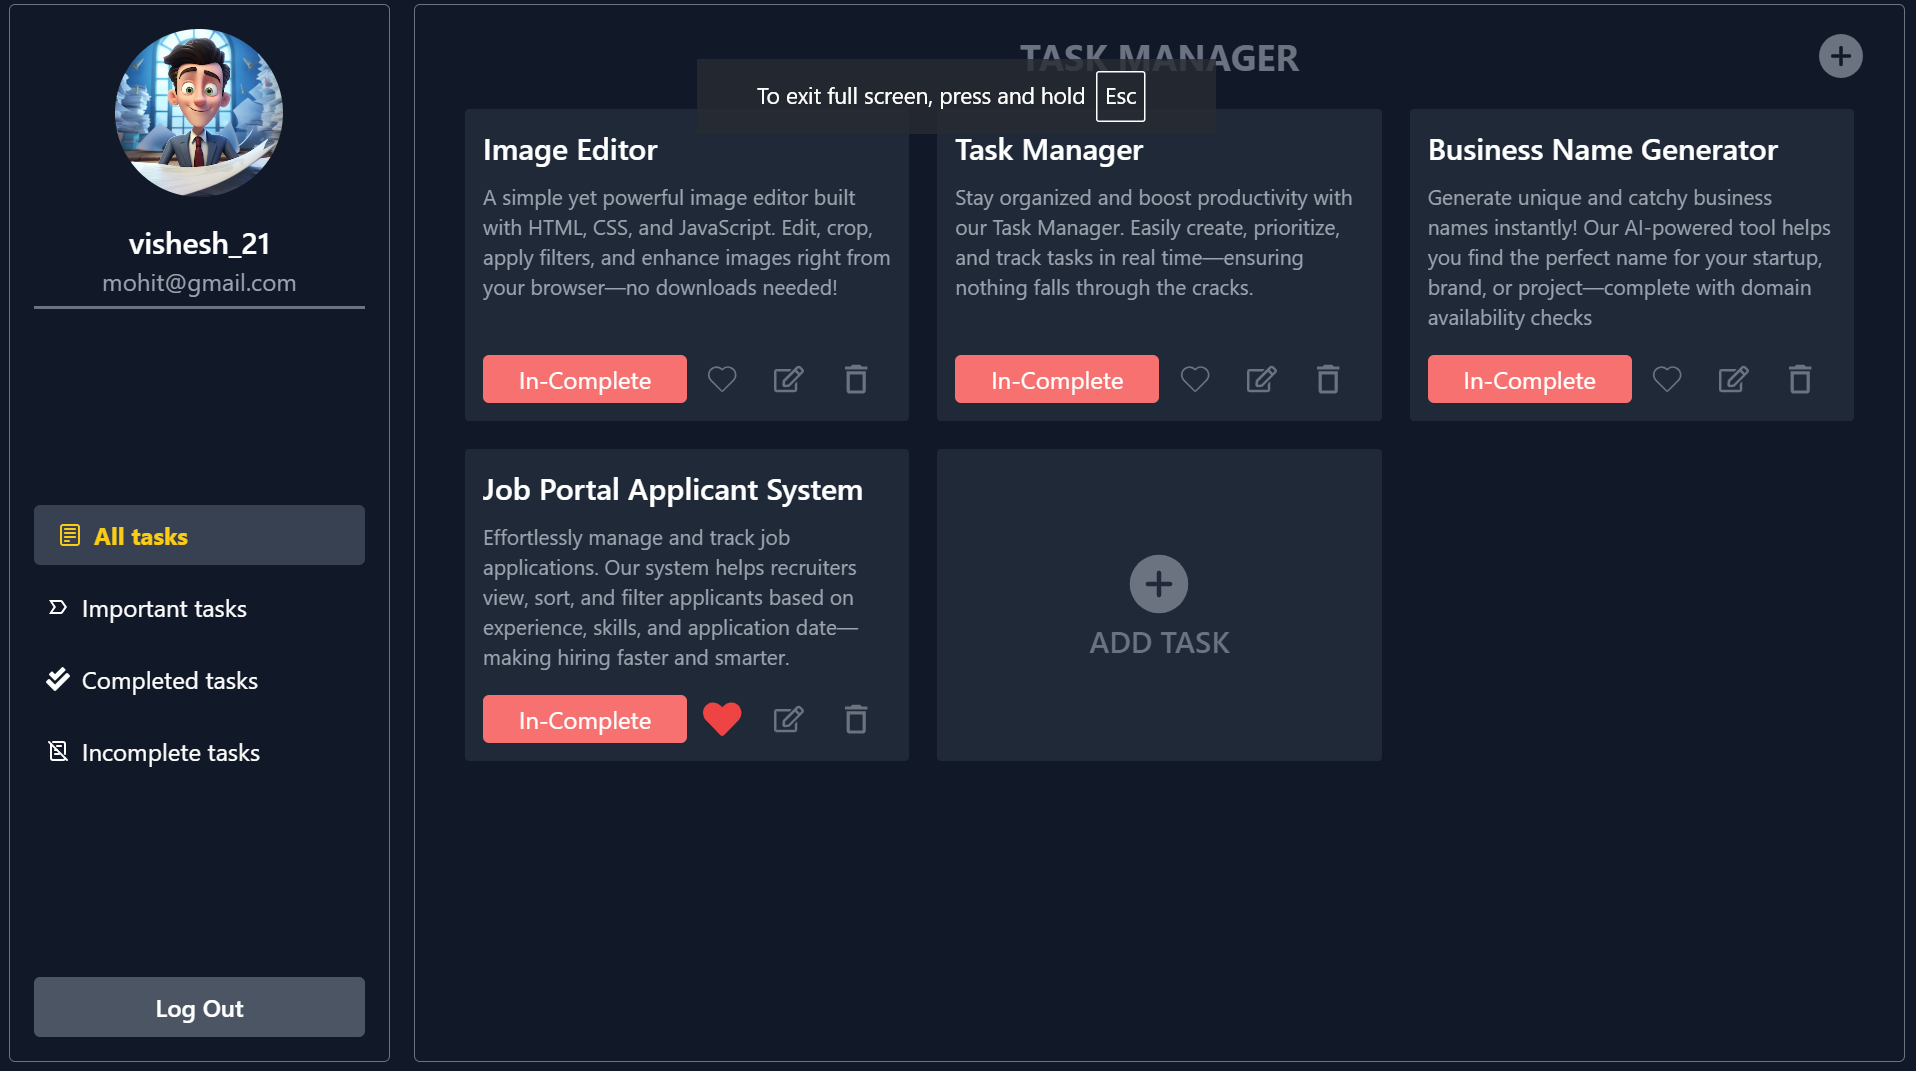 vishesh_21
mohit@gmail.com
All tasks
Important tasks
Completed tasks
Incomplete tasks
Log Out
TASK MANAGER
To exit full screen, press and hold Esc
Image Editor
A simple yet powerful image editor built
with HTML, CSS, and JavaScript. Edit, crop,
apply filters, and enhance images right from
your browser—no downloads needed!
In-Complete
Task Manager
Stay organized and boost productivity with
our Task Manager. Easily create, prioritize,
and track tasks in real time—ensuring
nothing falls through the cracks.
In-Complete
Business Name Generator
Generate unique and catchy business
names instantly! Our AI-powered tool helps
you find the perfect name for your startup,
brand, or project—complete with domain
availability checks
In-Complete
Job Portal Applicant System
Effortlessly manage and track job
applications. Our system helps recruiters
view, sort, and filter applicants based on
experience, skills, and application date—
making hiring faster and smarter.
In-Complete
ADD TASK